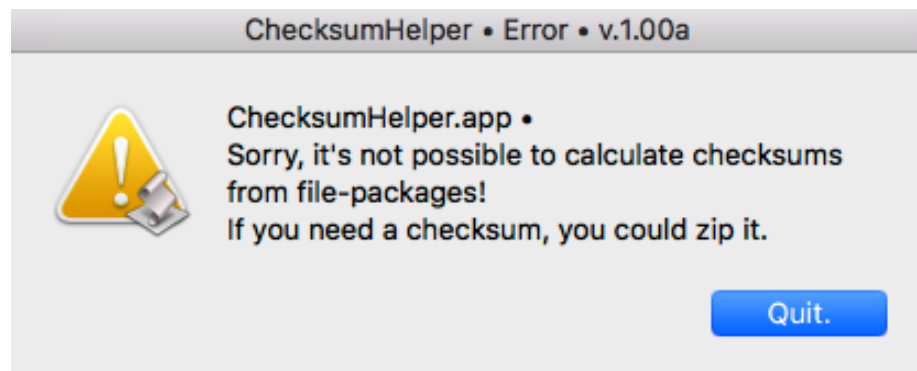 ChecksumHelper • Error • v.1.00a
ChecksumHelper.app •
Sorry, it's not possible to calculate checksums
from file-packages!
If you need a checksum, you could zip it.
Quit.